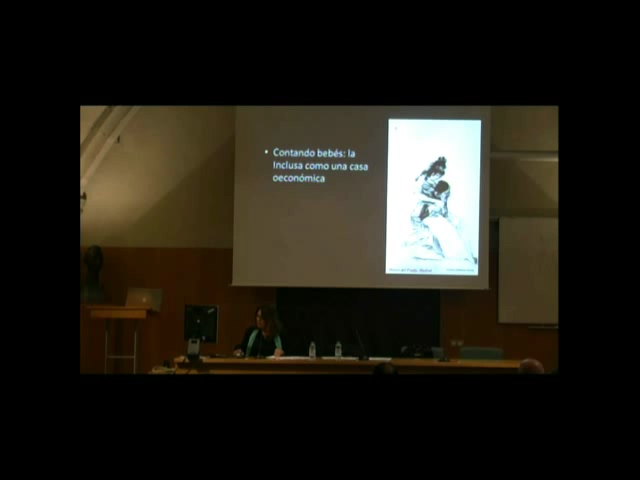 • Contando bebés: la
Inclusa como una casa
oeconómica